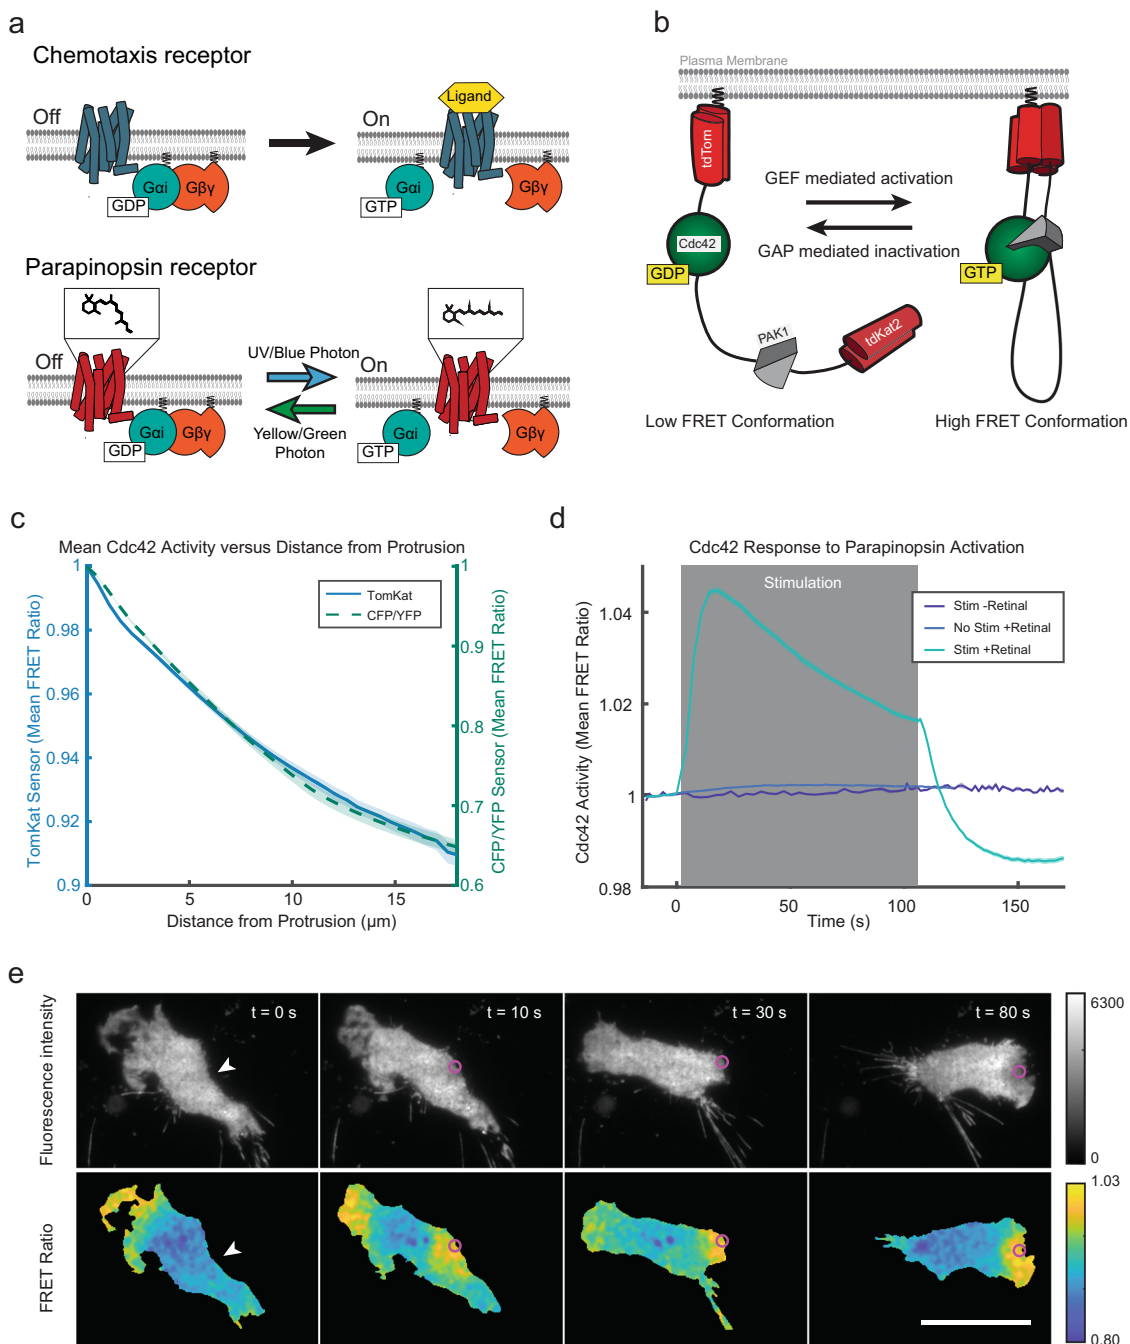 a
Chemotaxis receptor
Off
Gαi
Gβγ
GDP
On
Ligand
Gαi
Gβγ
GTP
Parapinopsin receptor
Off
UV/Blue Photon
On
Yellow/Green
Photon
Gαi
Gβγ
GDP
Gαi
Gβγ
GTP
b
Plasma Membrane
tdTom
GEF mediated activation
GAP mediated inactivation
Cdc42
GDP
GTP
PAK1
tdKat2
Low FRET Conformation
High FRET Conformation
c
Mean Cdc42 Activity versus Distance from Protrusion
TomKat
CFP/YFP
TomKat Sensor (Mean FRET Ratio)
1
0.98
0.96
0.94
0.92
0.9
CFP/YFP Sensor (Mean FRET Ratio)
1
0.9
0.8
0.7
0.6
0
5
10
15
Distance from Protrusion (µm)
d
Cdc42 Response to Parapinopsin Activation
Stimulation
Stim -Retinal
No Stim +Retinal
Stim +Retinal
Cdc42 Activity (Mean FRET Ratio)
1.04
1.02
1
0.98
0
50
100
150
Time (s)
e
Fluorescence intensity
t = 0 s
t = 10 s
t = 30 s
t = 80 s
6300
0
FRET Ratio
1.03
0.80